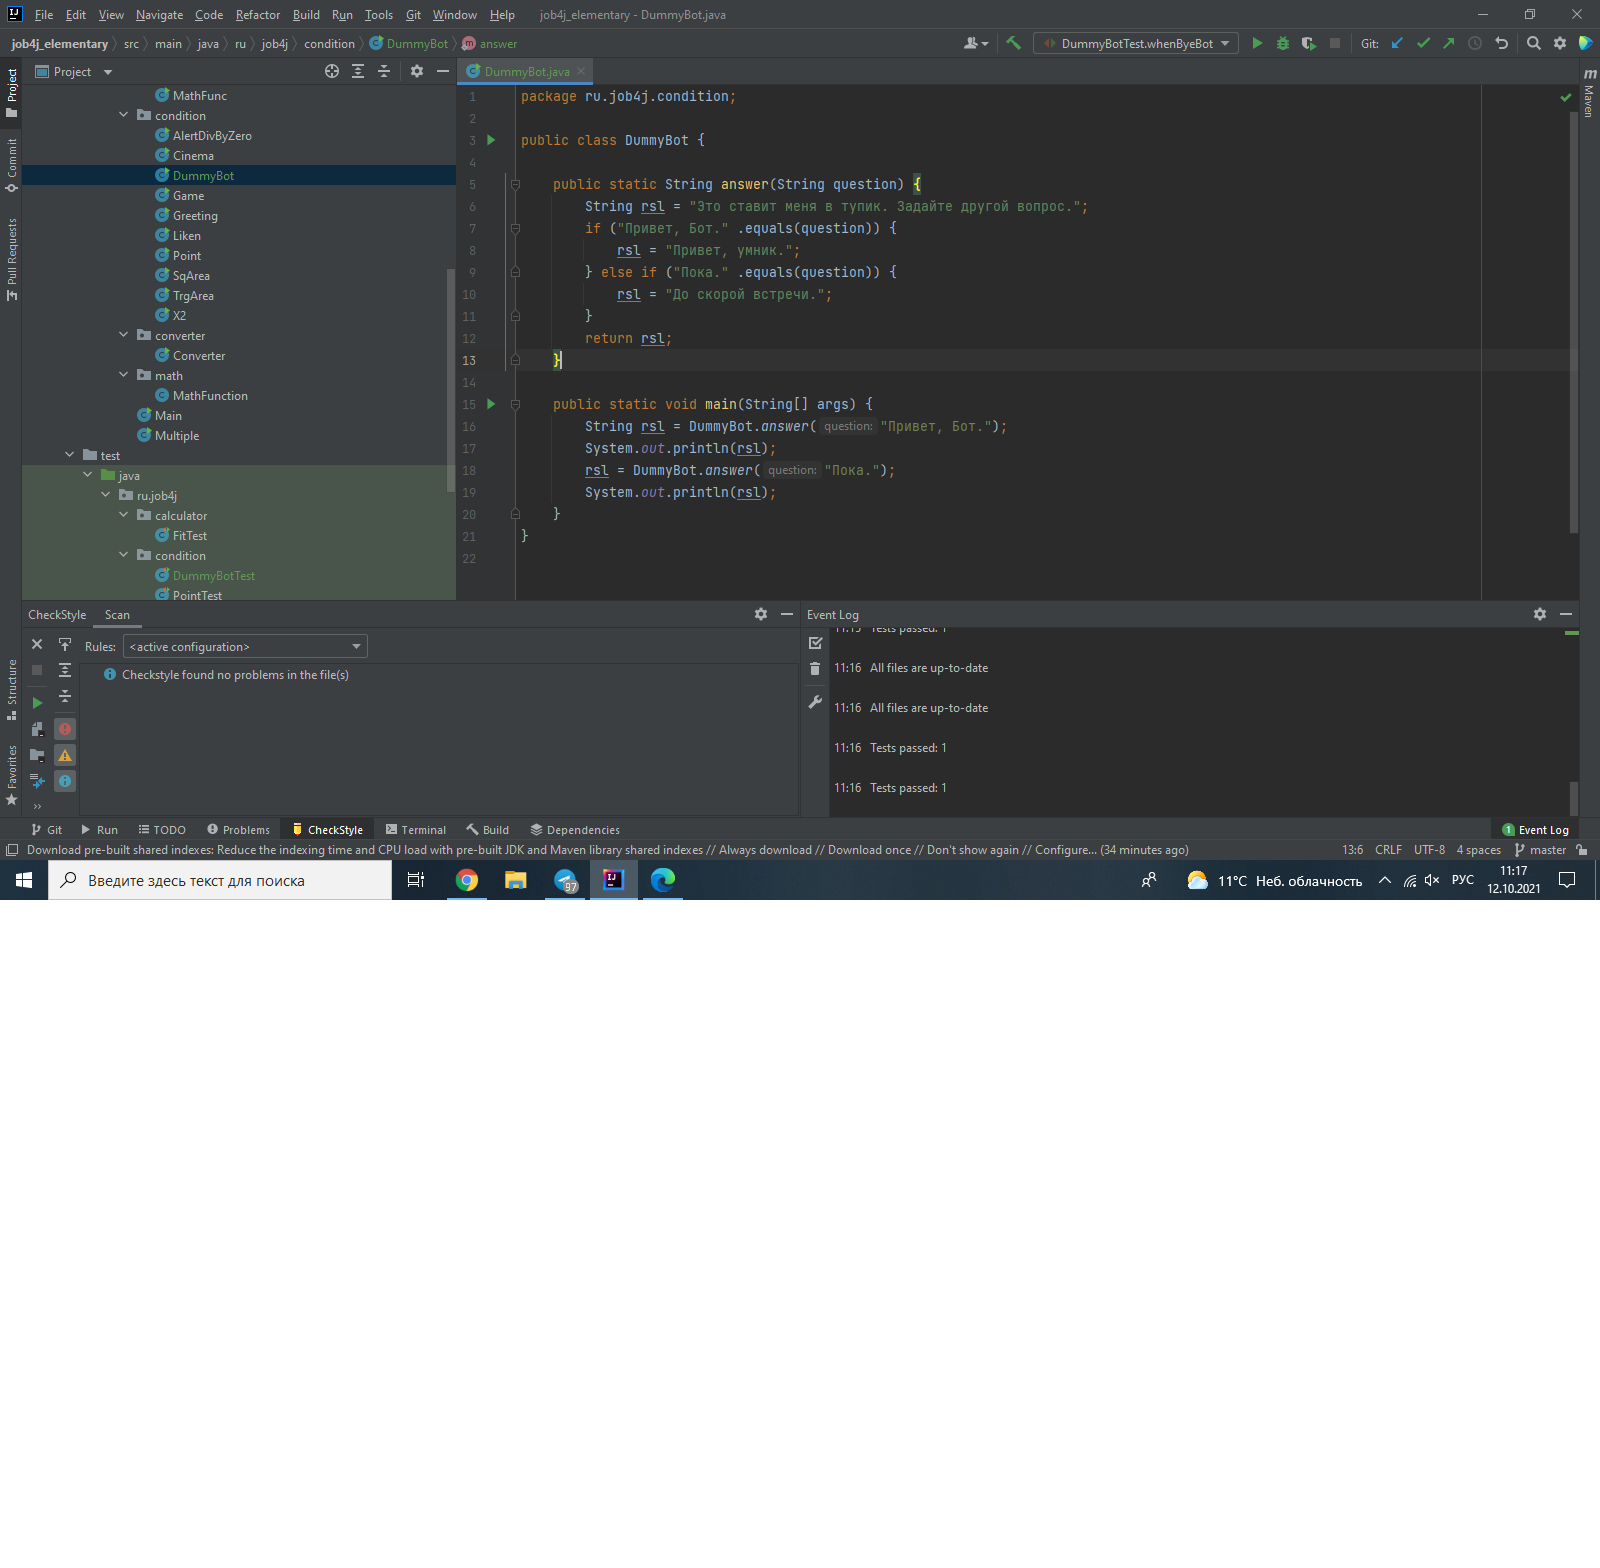 File Edit View Navigate Code Refactor Build Run Tools Git Window Help job4j_elementary - DummyBot.java
job4j_elementary src main java ru job4j condition DummyBot answer DummyBotTest.whenByeBot Git:
Project
DummyBot.java
Project
Commit
Pull Requests
Structure
Favorites
Maven
MathFunc
condition
AlertDivByZero
Cinema
DummyBot
Game
Greeting
Liken
Point
SqArea
TrgArea
X2
converter
Converter
math
MathFunction
Main
Multiple
test
java
ru.job4j
calculator
FitTest
condition
DummyBotTest
PointTest
1 package ru.job4j.condition;
2
3 public class DummyBot {
4
5 public static String answer(String question) {
6 String rsl = "Это ставит меня в тупик. Задайте другой вопрос.";
7 if ("Привет, Бот." .equals(question)) {
8 rsl = "Привет, умник.";
9 } else if ("Пока." .equals(question)) {
10 rsl = "До скорой встречи.";
11 }
12 return rsl;
13 }
14
15 public static void main(String[] args) {
16 String rsl = DummyBot.answer( question: "Привет, Бот.");
17 System.out.println(rsl);
18 rsl = DummyBot.answer( question: "Пока.");
19 System.out.println(rsl);
20 }
21 }
22
CheckStyle Scan
Rules: <active configuration>
Checkstyle found no problems in the file(s)
Event Log
11:15 Tests passed: 1
11:16 All files are up-to-date
11:16 All files are up-to-date
11:16 Tests passed: 1
11:16 Tests passed: 1
Git Run TODO Problems CheckStyle Terminal Build Dependencies 1 Event Log
Download pre-built shared indexes: Reduce the indexing time and CPU load with pre-built JDK and Maven library shared indexes // Always download // Download once // Don't show again // Configure... (34 minutes ago) 13:6 CRLF UTF-8 4 spaces master
Введите здесь текст для поиска 97 11°C Неб. облачность РУС 11:17
12.10.2021